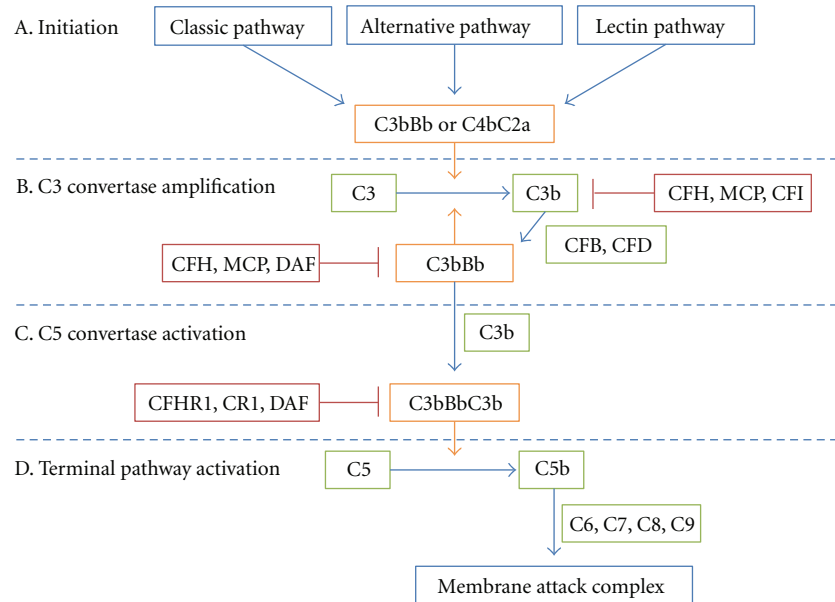 A. Initiation
Classic pathway
Alternative pathway
Lectin pathway
C3bBb or C4bC2a
B. C3 convertase amplification
C3
C3b
CFH, MCP, CFI
CFB, CFD
CFH, MCP, DAF
C3bBb
C. C5 convertase activation
C3b
CFHR1, CR1, DAF
C3bBbC3b
D. Terminal pathway activation
C5
C5b
C6, C7, C8, C9
Membrane attack complex